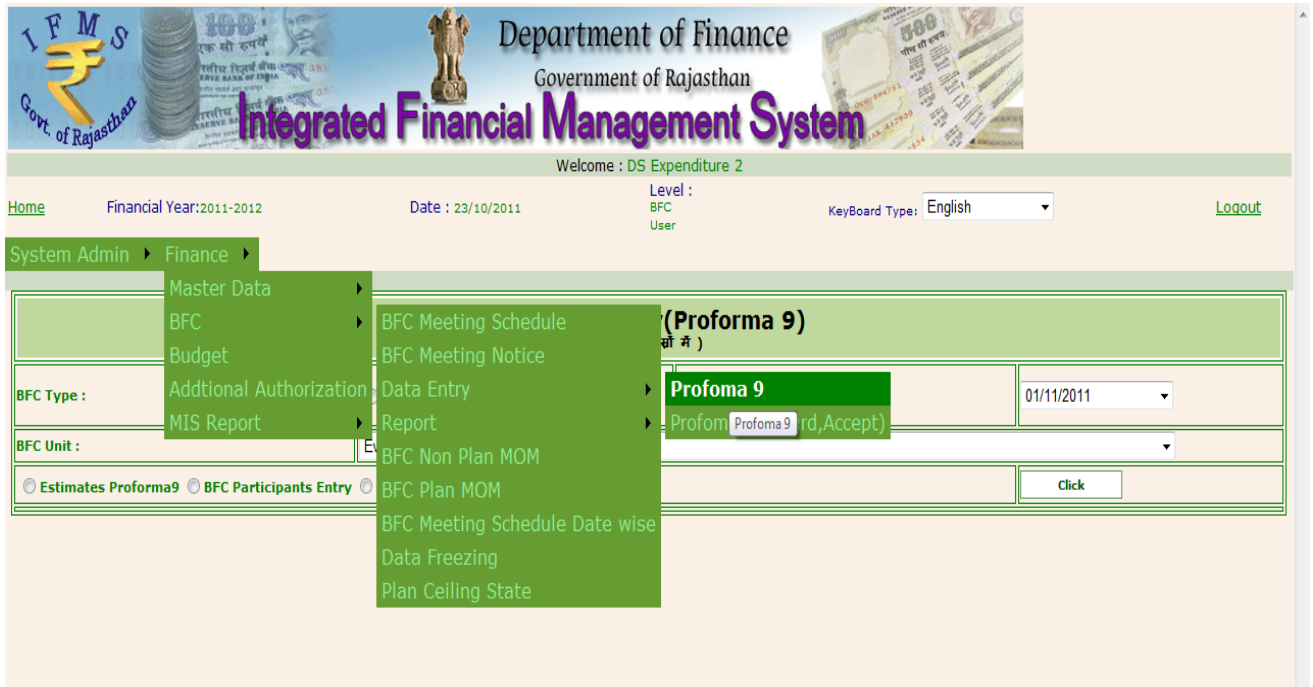 IFMS
Govt. of Rajasthan
Department of Finance
Government of Rajasthan
Integrated Financial Management System
Welcome : DS Expenditure 2
Home Financial Year:2011-2012 Date : 23/10/2011 Level : BFC User KeyBoard Type: English Logout
System Admin Finance
Master Data
BFC
Budget
Addtional Authorization
MIS Report
BFC Meeting Schedule
BFC Meeting Notice
Data Entry
Report
BFC Non Plan MOM
BFC Plan MOM
BFC Meeting Schedule Date wise
Data Freezing
Plan Ceiling State
Profoma 9
Profom rd,Accept)
Profoma 9
(Proforma 9)
में )
BFC Type : 01/11/2011
BFC Unit :
Estimates Proforma9 BFC Participants Entry Click